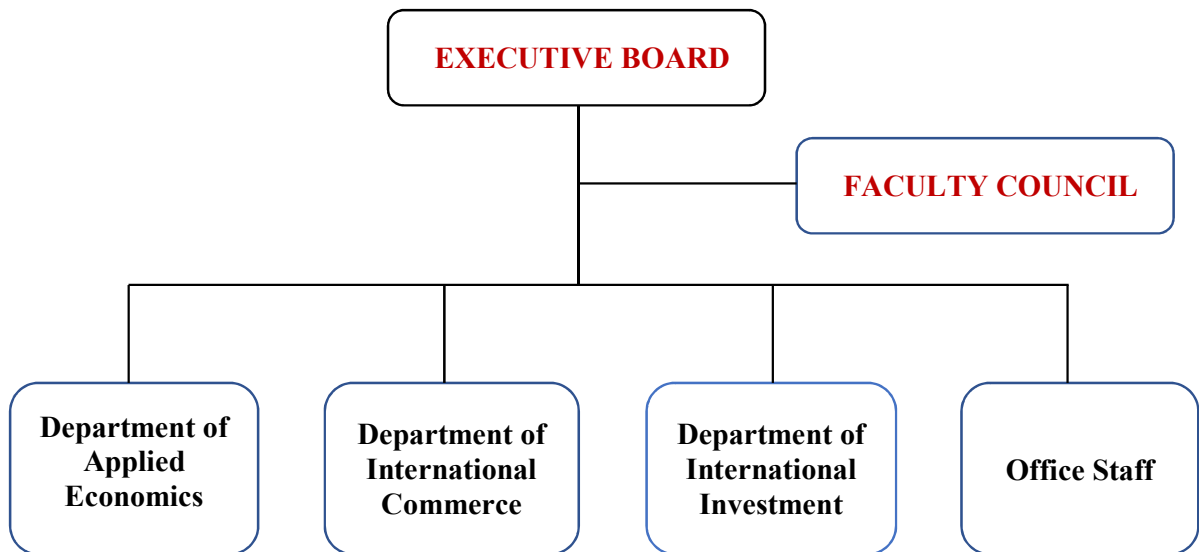 EXECUTIVE BOARD
FACULTY COUNCIL
Department of
Applied
Economics
Department of
International
Commerce
Department of
International
Investment
Office Staff